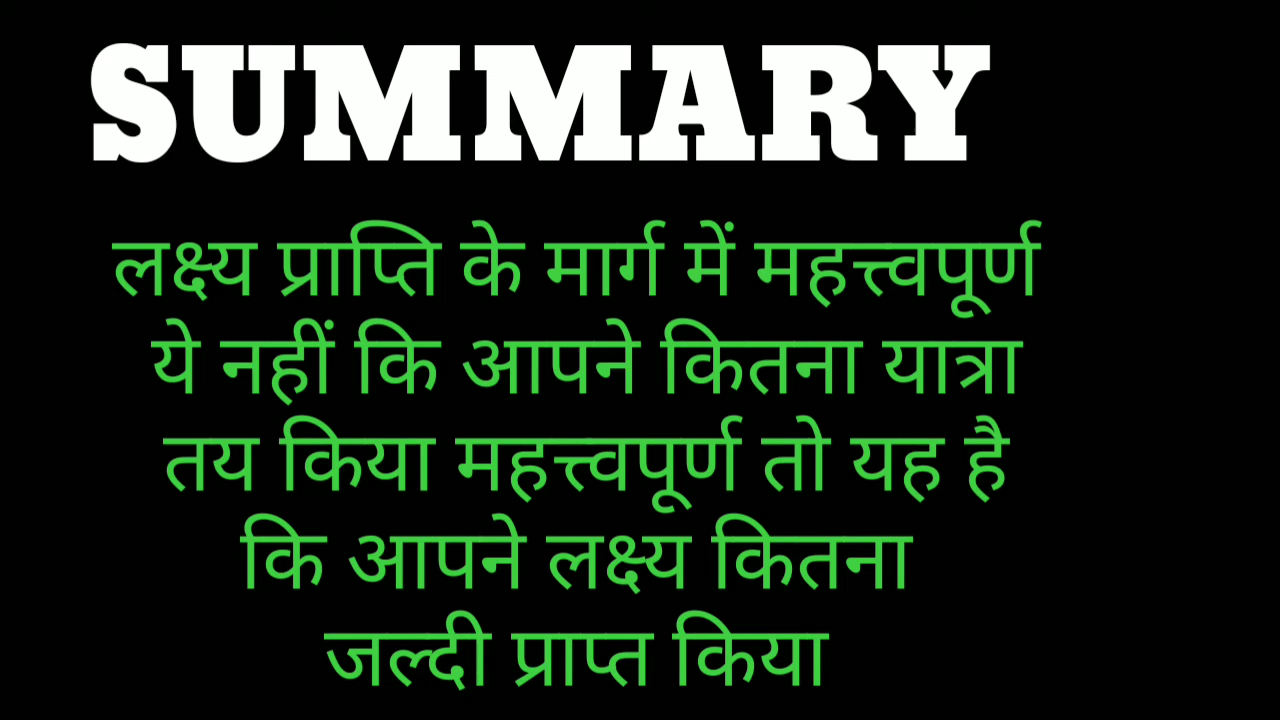 SUMMARY
लक्ष्य प्राप्ति के मार्ग में महत्त्वपूर्ण
ये नहीं कि आपने कितना यात्रा
तय किया महत्त्वपूर्ण तो यह है
कि आपने लक्ष्य कितना
जल्दी प्राप्त किया